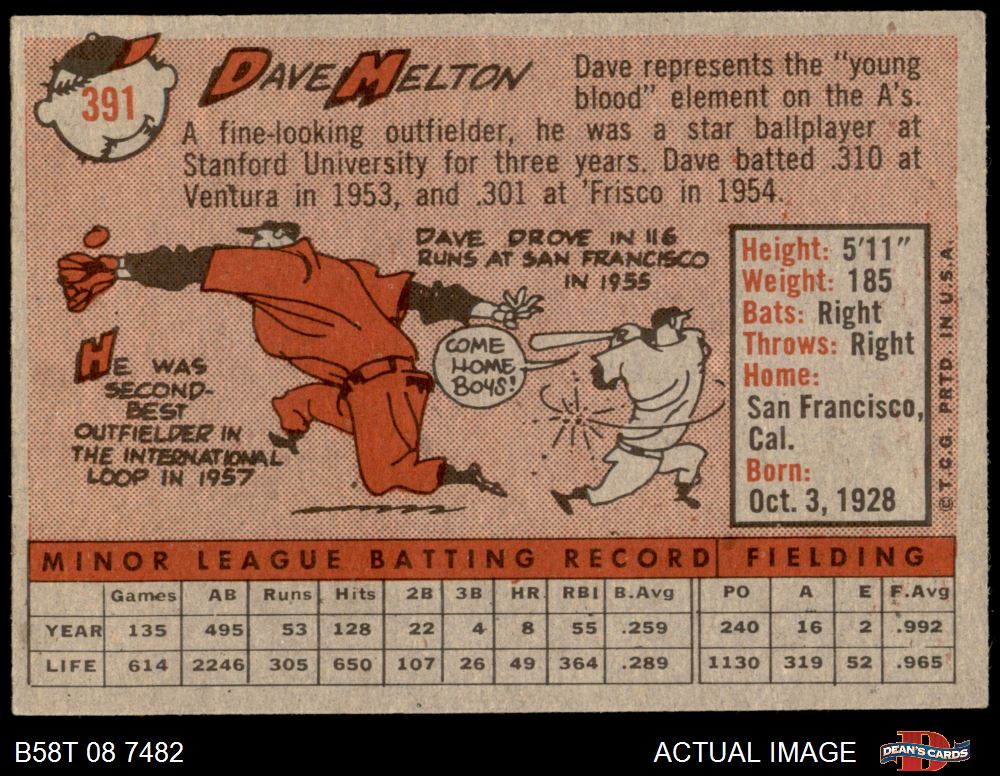 391
DAVE MELTON
Dave represents the "young
blood" element on the A's.
A fine-looking outfielder, he was a star ballplayer at
Stanford University for three years. Dave batted .310 at
Ventura in 1953, and .301 at 'Frisco in 1954.
DAVE DROVE IN 116
RUNS AT SAN FRANCISCO
IN 1955
COME
HOME
BOYS!
HE WAS
SECOND-
BEST
OUTFIELDER IN
THE INTERNATIONAL
LOOP IN 1957
Height: 5'11"
Weight: 185
Bats: Right
Throws: Right
Home:
San Francisco,
Cal.
Born:
Oct. 3, 1928
© T.C.G. PRTD. IN U.S.A.
MINOR LEAGUE BATTING RECORD FIELDING
Games AB Runs Hits 2B 3B HR RBI B.Avg PO A E F.Avg
YEAR 135 495 53 128 22 4 8 55 .259 240 16 2 .992
LIFE 614 2246 305 650 107 26 49 364 .289 1130 319 52 .965
B58T 08 7482
ACTUAL IMAGE
D
DEAN'S CARDS